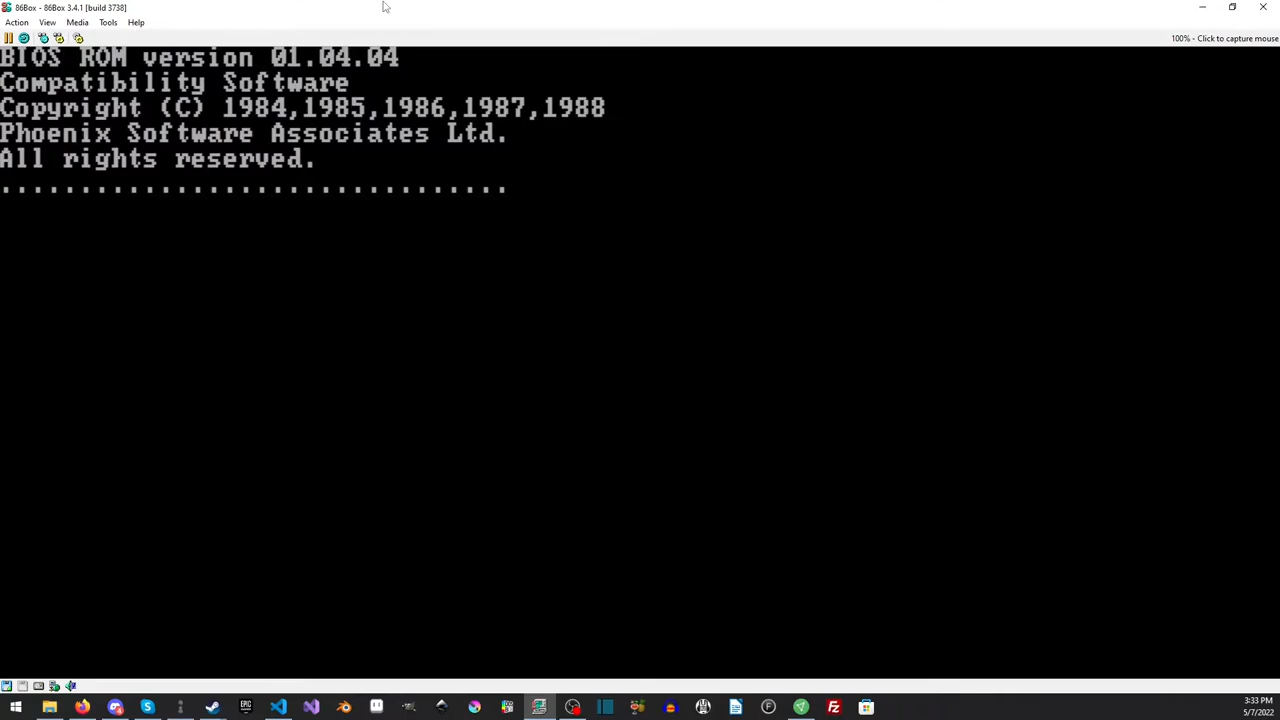 86Box - 86Box 3.4.1 [build 3738]
Action View Media Tools Help
100% - Click to capture mouse
BIOS ROM version 01.04.04
Compatibility Software
Copyright (C) 1984,1985,1986,1987,1988
Phoenix Software Associates Ltd.
All rights reserved.
................................
EPIC
3:33 PM
5/7/2022